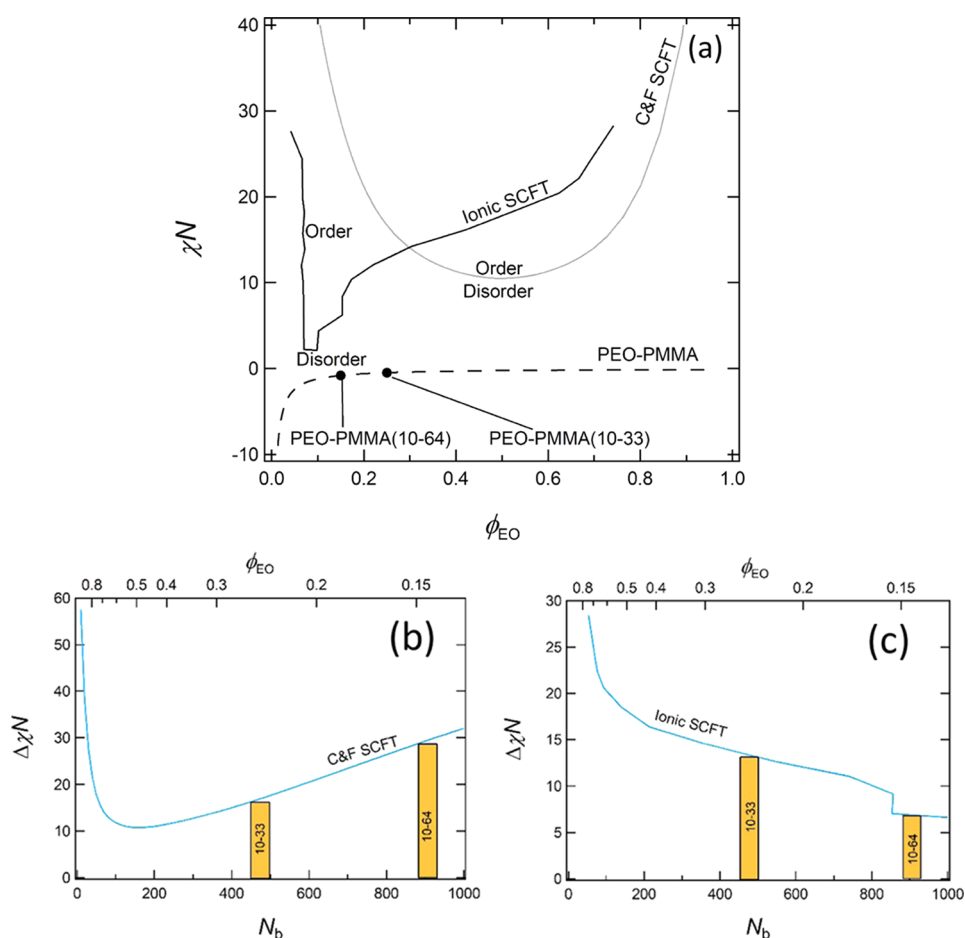 (a)
40
30
20
10
0
-10
χN
C&F SCFT
Ionic SCFT
Order
Order
Disorder
Disorder
PEO-PMMA
PEO-PMMA(10-64)
PEO-PMMA(10-33)
0.0 0.2 0.4 0.6 0.8 1.0
ϕEO
ϕEO
0.8 0.5 0.4 0.3 0.2 0.15
(b)
60
50
40
30
20
10
0
ΔχN
C&F SCFT
10-33
10-64
0 200 400 600 800 1000
Nb
ϕEO
0.8 0.5 0.4 0.3 0.2 0.15
(c)
30
25
20
15
10
5
0
ΔχN
Ionic SCFT
10-33
10-64
0 200 400 600 800 1000
Nb